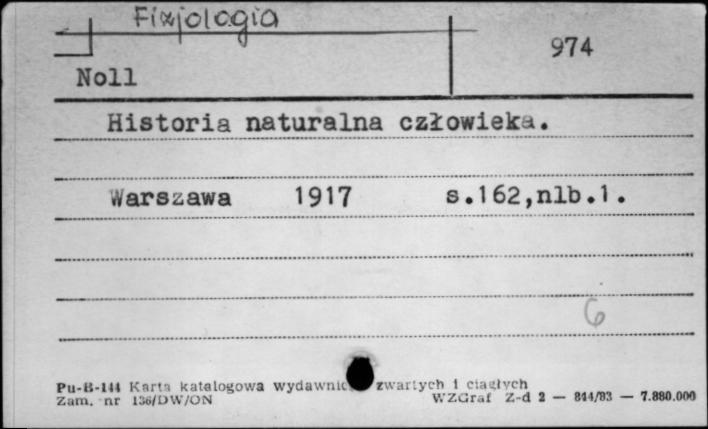 Fizjologia
974
Noll
Historia naturalna człowieka.
Warszawa 1917 s.162,nlb.1.
6
Pu-B-144 Karta katalogowa zwartych i ciągłych
Zam. nr 136/DW/ON WZGraf Z-d 2 — 844/83 — 7.880.000